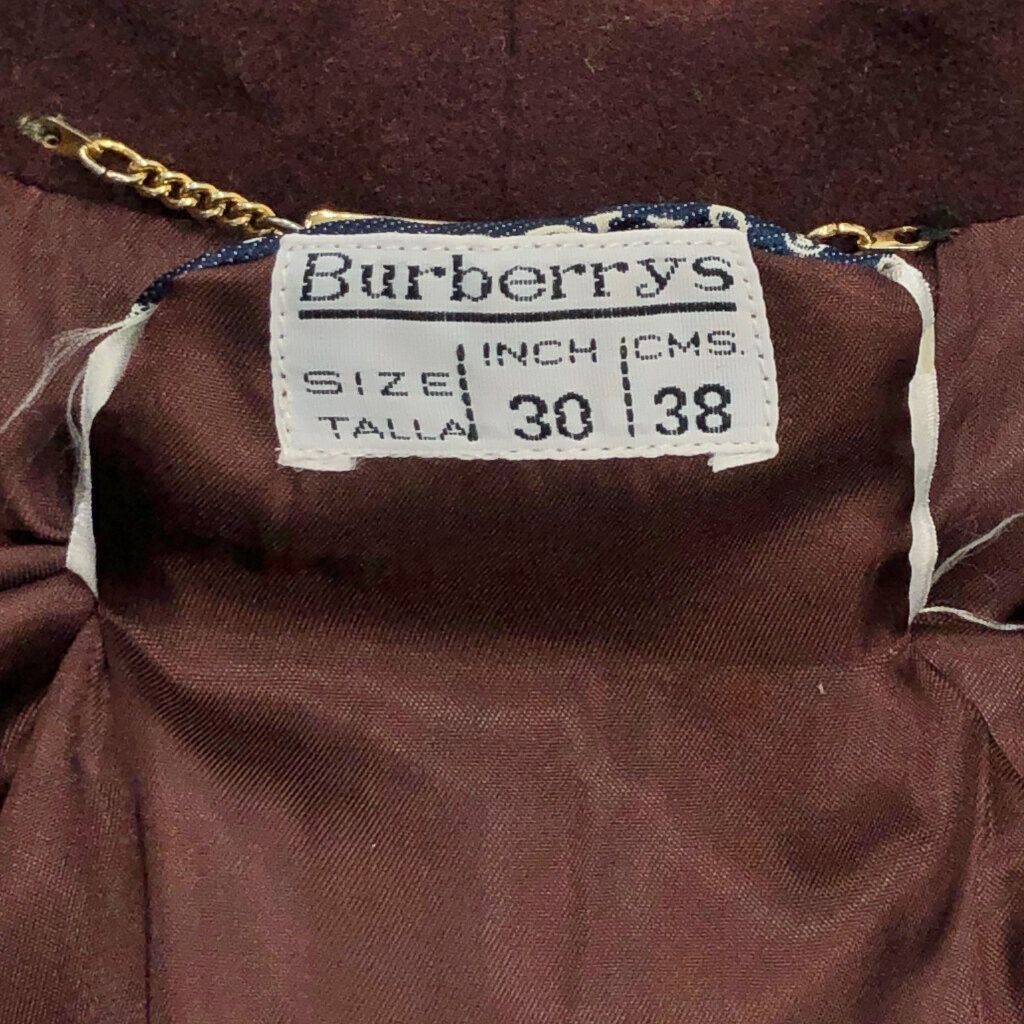 Burberrys
INCH CMS.
SIZE
TALLA 30 38